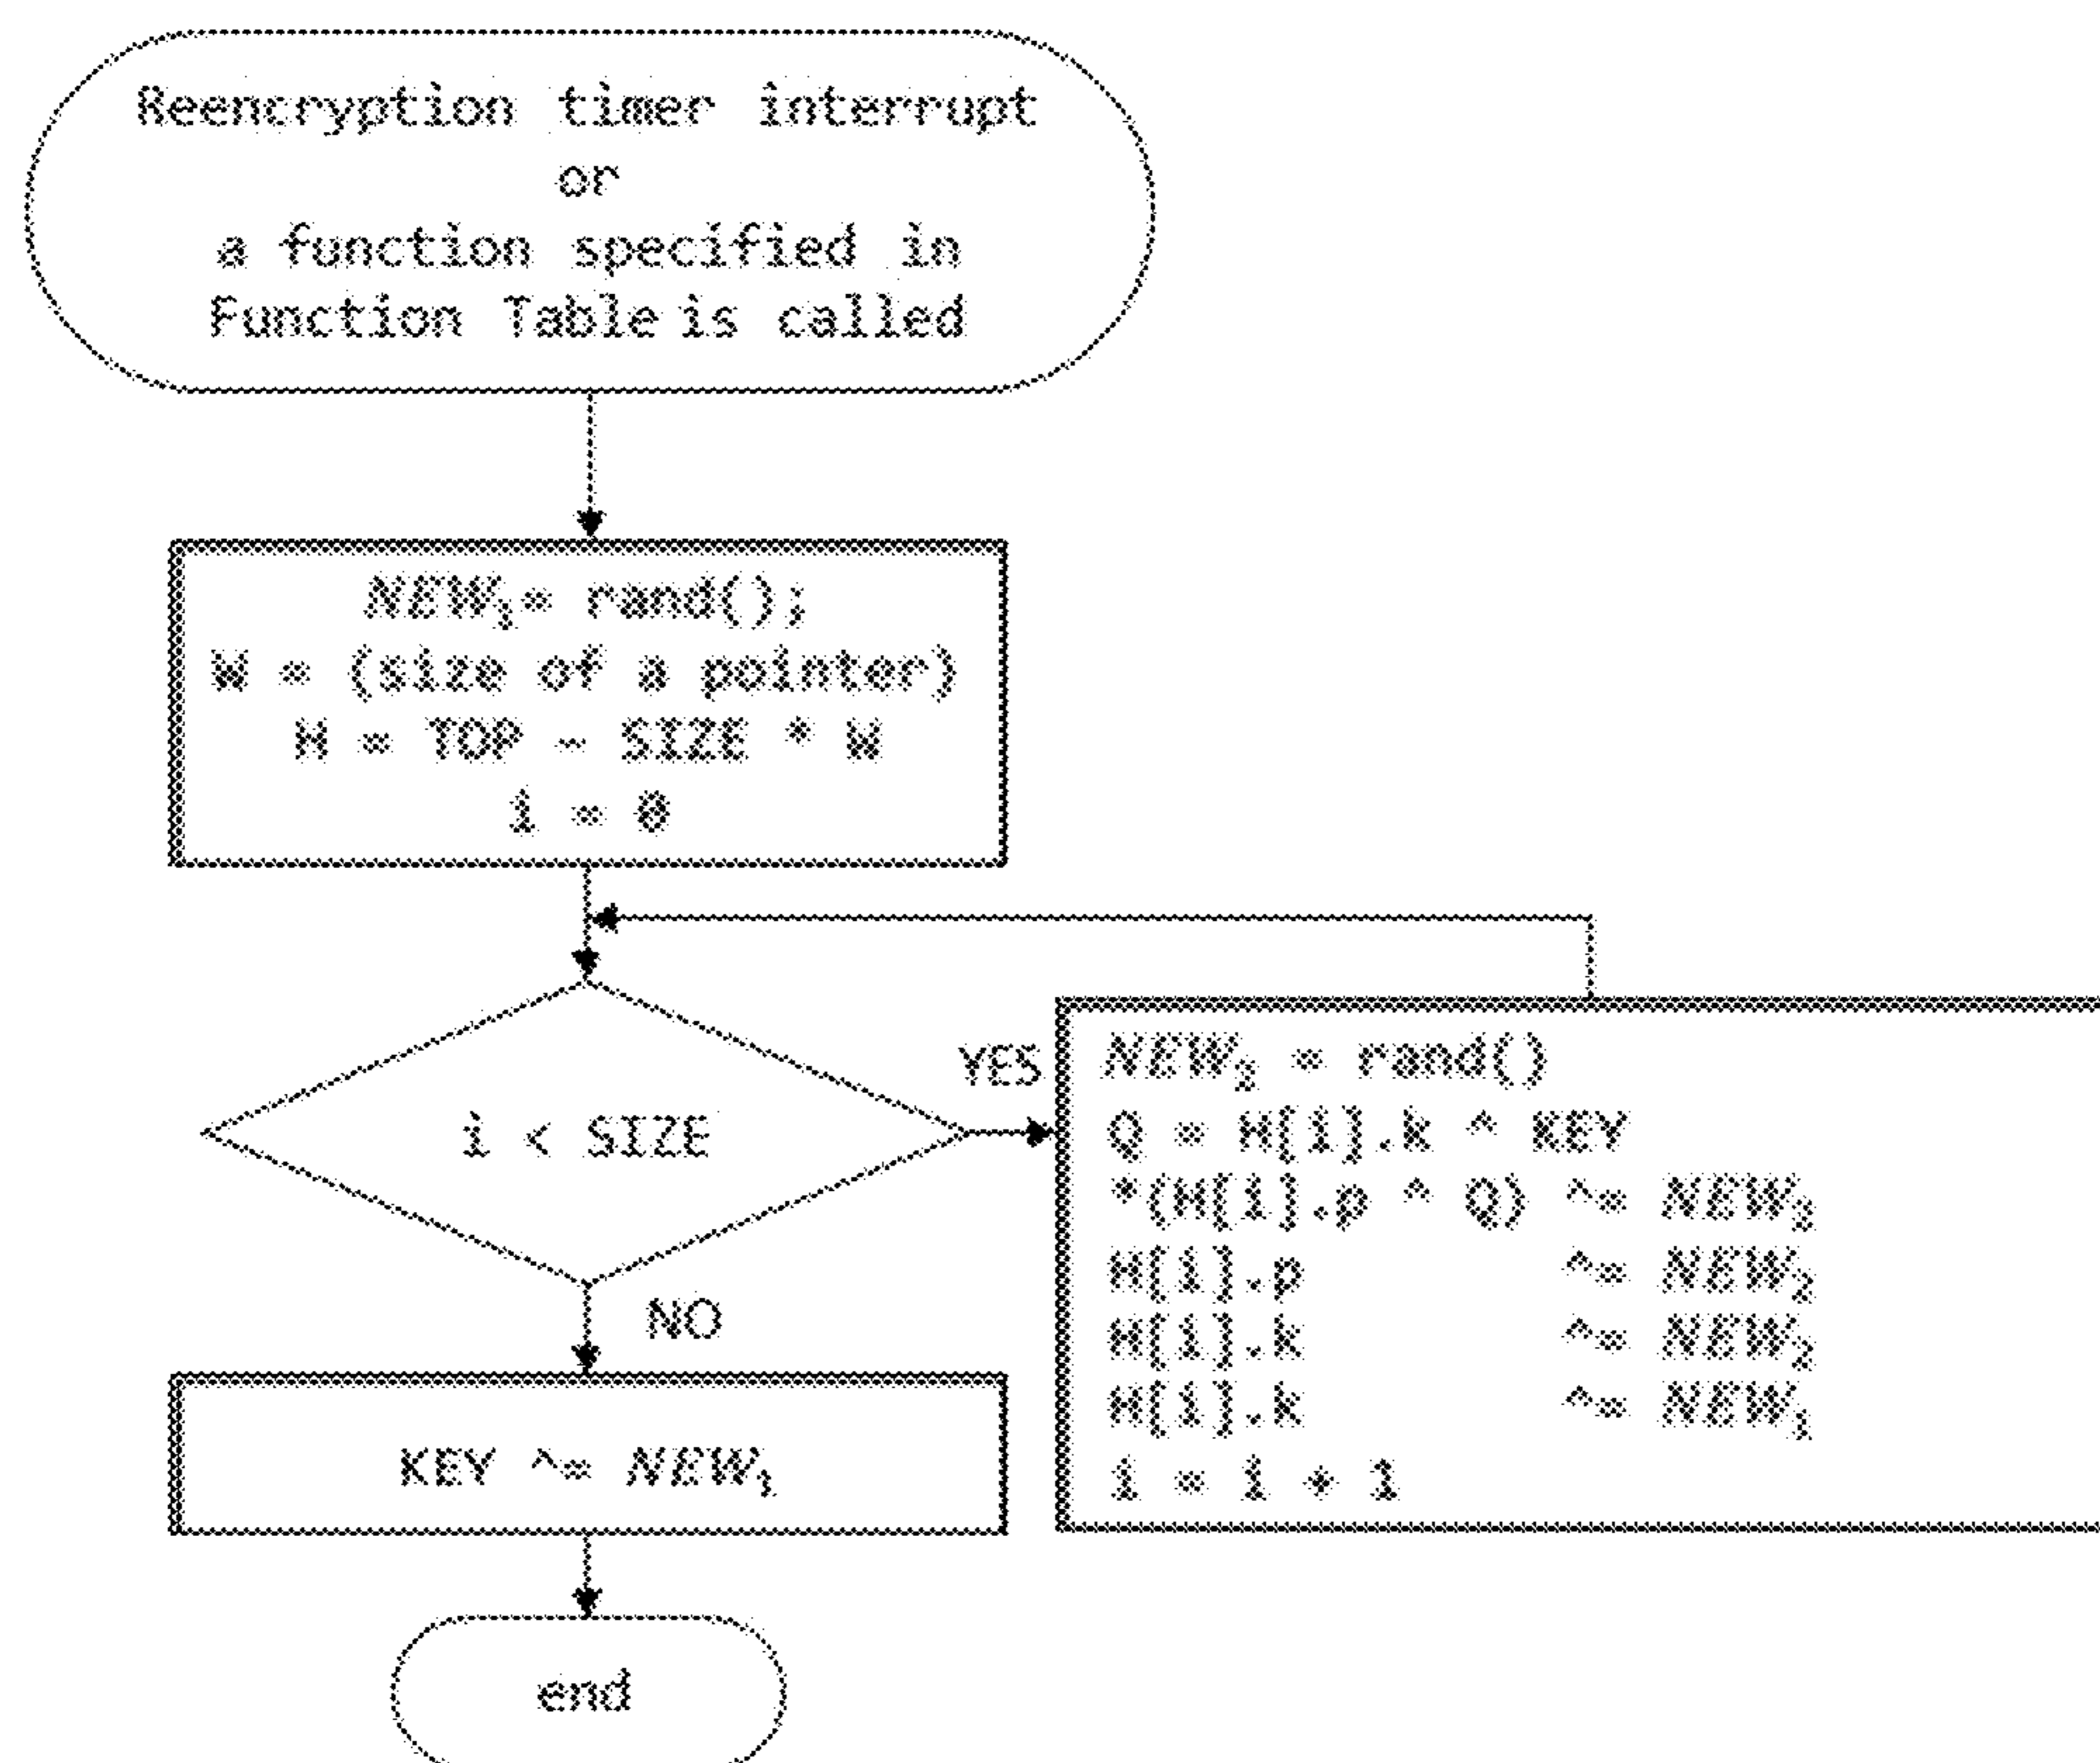 Reencryption timer interrupt
or
a function specified in
Function Table is called
NEW₁= rand();
W = (size of a pointer)
H = TOP - SIZE * W
i = 0
i < SIZE
YES
NEW₂ = rand()
Q = H[i].k ^ KEY
*(H[i].p ^ Q) ^= NEW₂
H[i].p ^= NEW₂
H[i].k ^= NEW₂
H[i].k ^= NEW₁
i = i + 1
NO
KEY ^= NEW₁
end